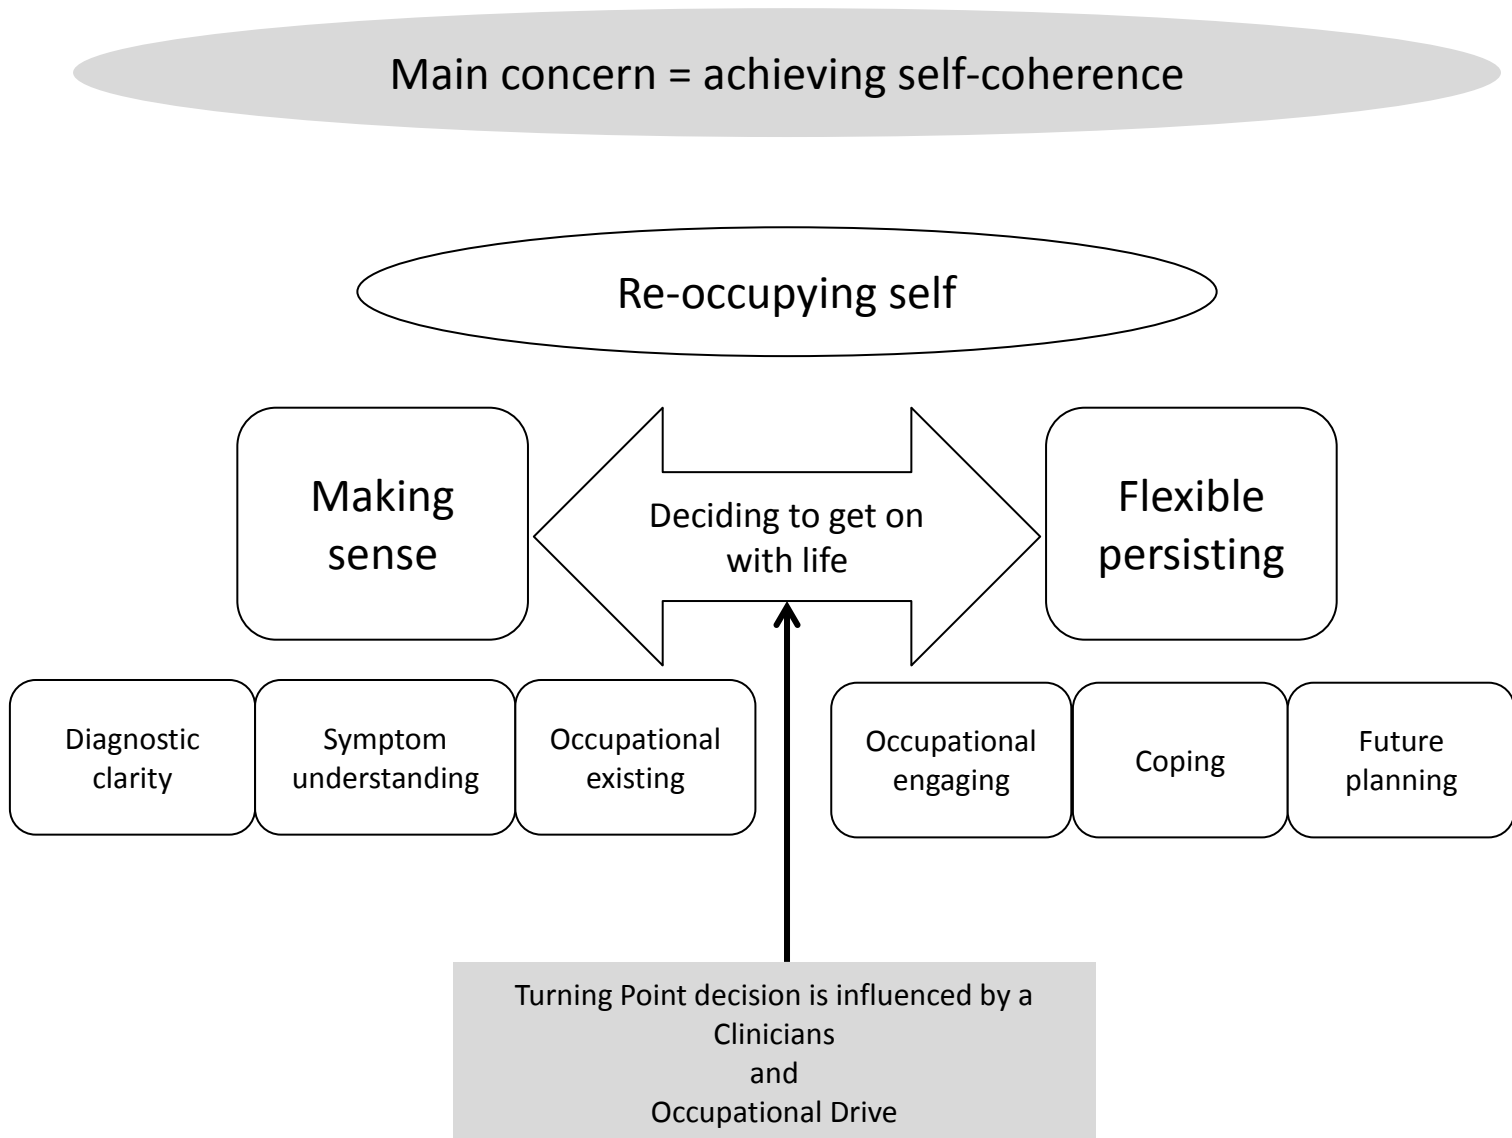 Main concern = achieving self-coherence
Re-occupying self
Making
sense
Deciding to get on
with life
Flexible
persisting
Diagnostic
clarity
Symptom
understanding
Occupational
existing
Occupational
engaging
Coping
Future
planning
Turning Point decision is influenced by a
Clinicians
and
Occupational Drive